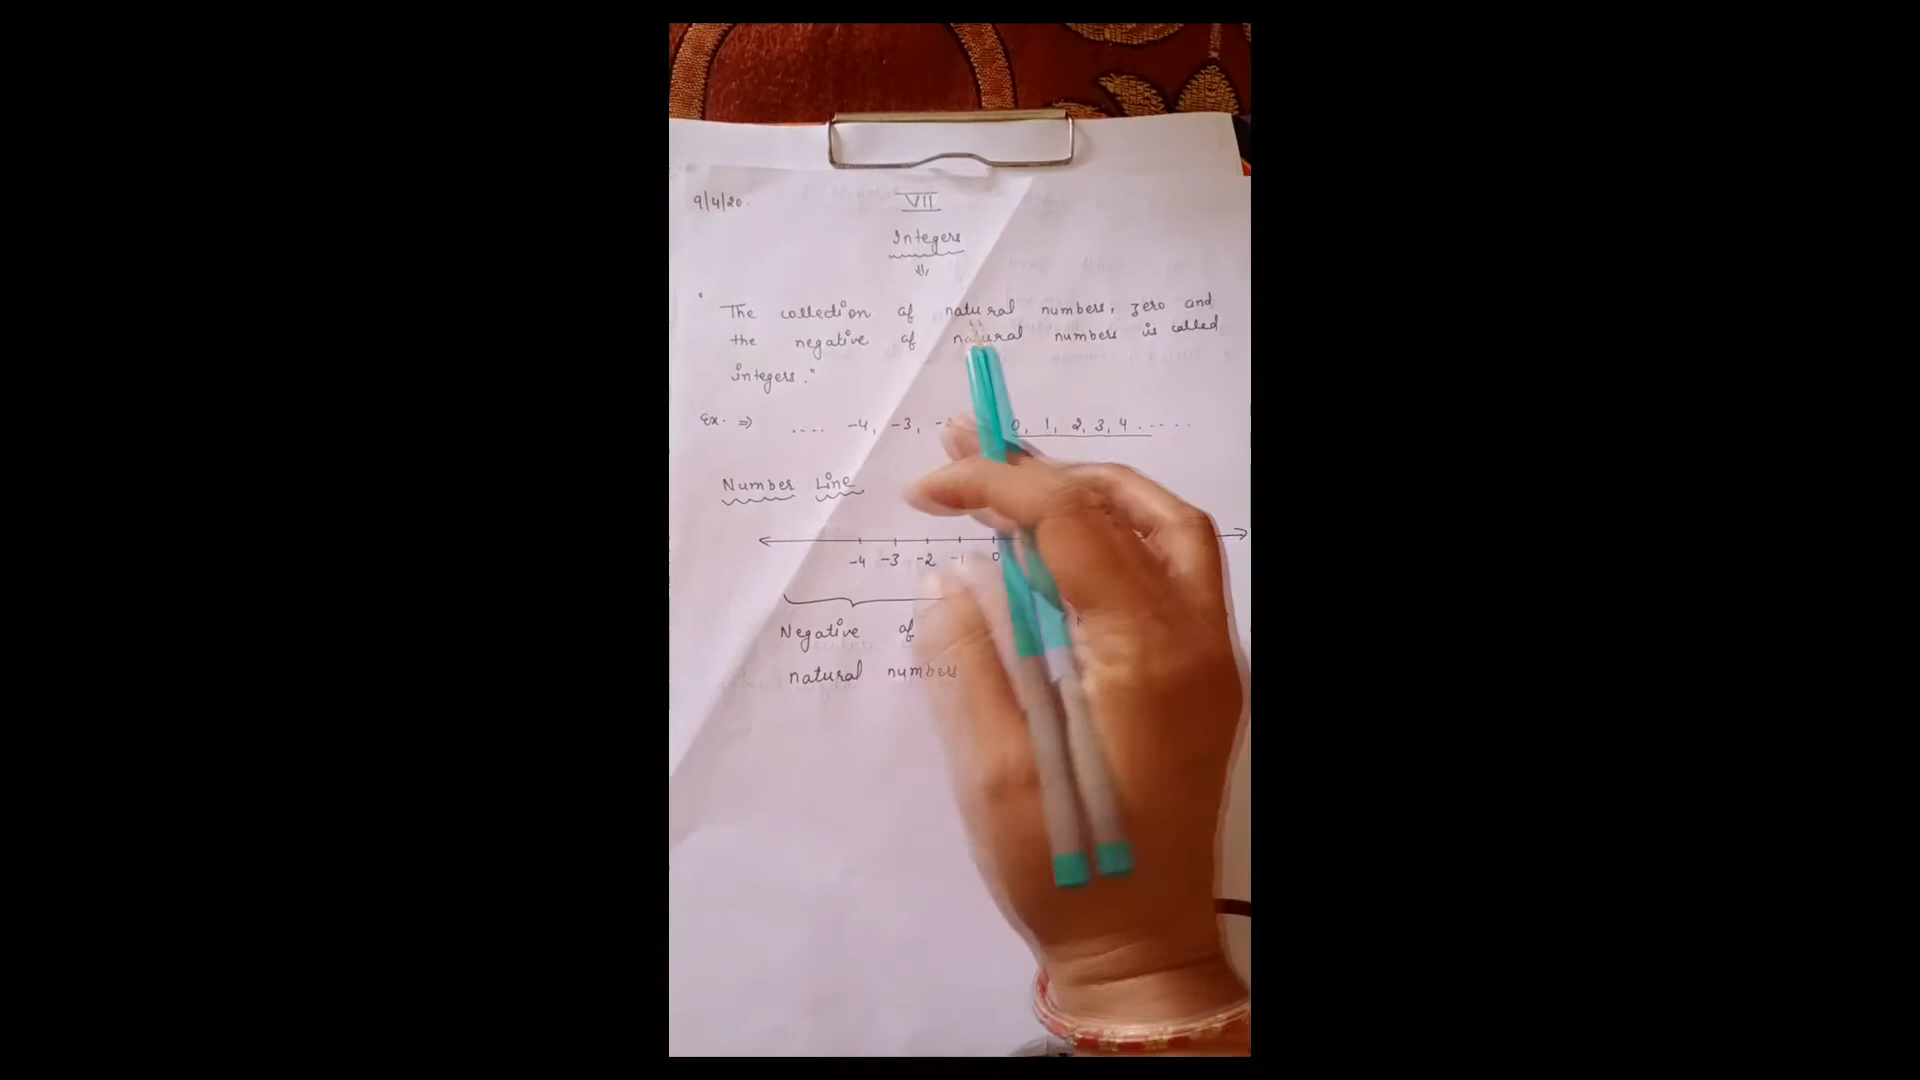 9/4/20.
VII
Integers
" The collection of natural numbers, zero and
the negative of natural numbers is called
integers."
Ex. ⇒ .... -4, -3, 0, 1, 2, 3, 4 .....
Number Line
-4 -3 -2 -1 0
Negative of
natural numbers